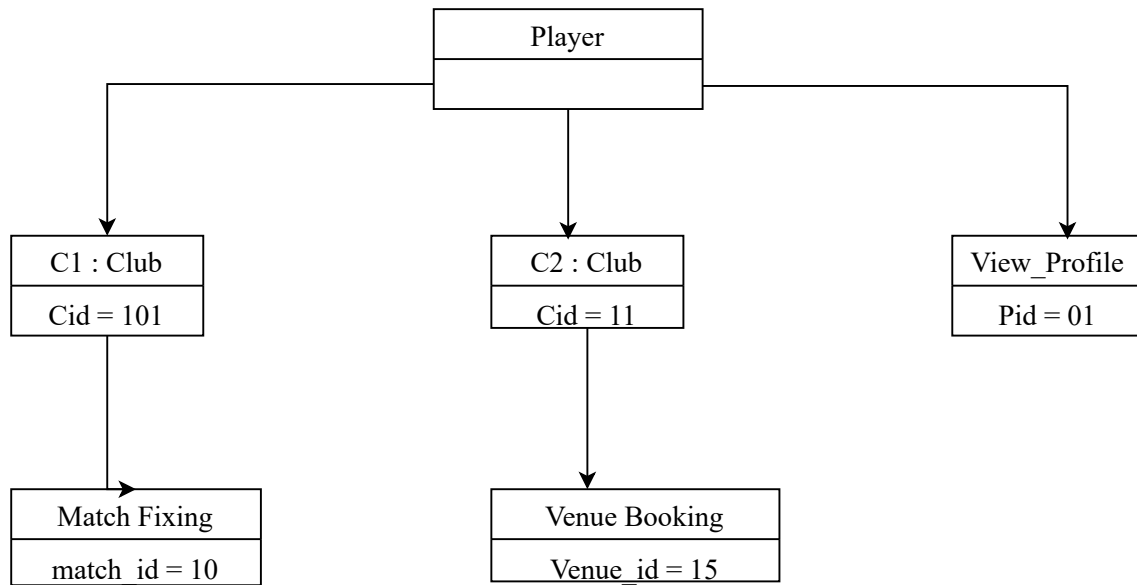 Player
C1 : Club
Cid = 101
C2 : Club
Cid = 11
View_Profile
Pid = 01
Match Fixing
match_id = 10
Venue Booking
Venue_id = 15